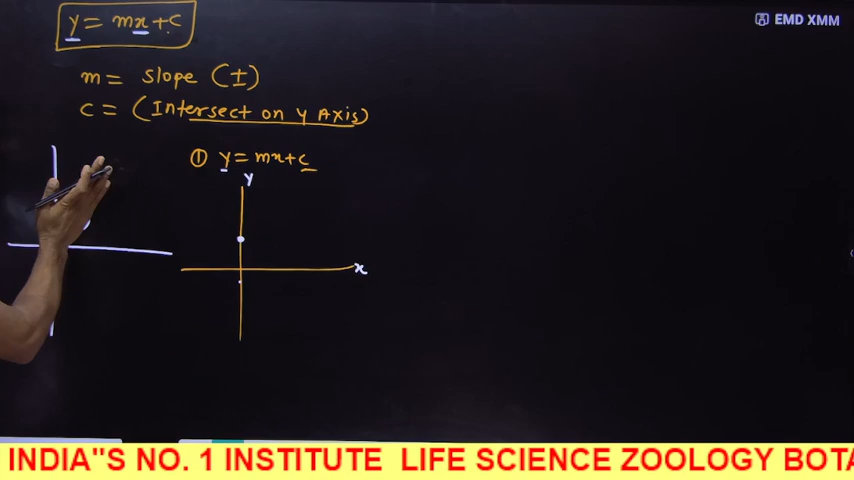 y = mx + c
EMD XMM
m = slope (±)
c = (Intersect on y Axis)
① y = mx + c
y
x
INDIA"S NO. 1 INSTITUTE LIFE SCIENCE ZOOLOGY BOTA